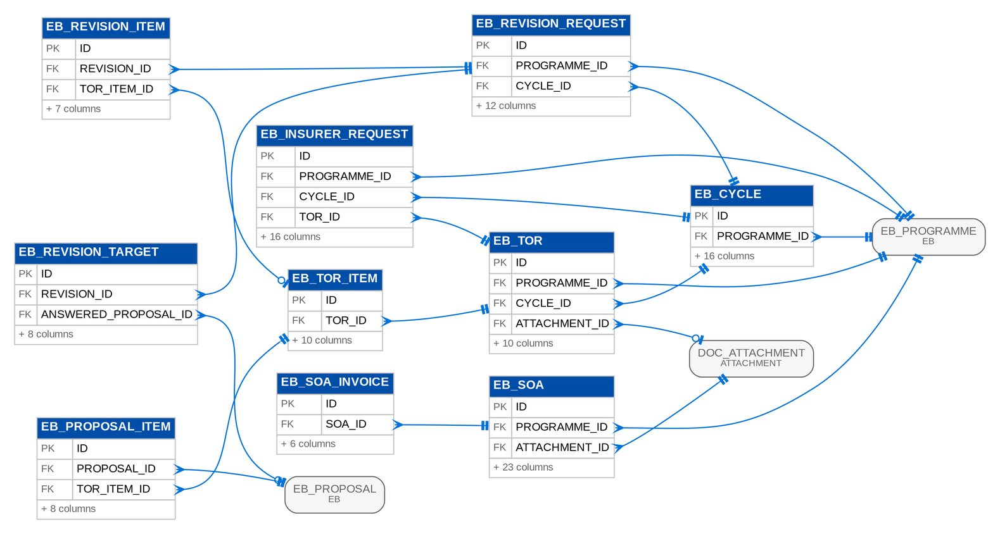 EB_REVISION_ITEM
PK ID
FK REVISION_ID
FK TOR_ITEM_ID
+ 7 columns
EB_REVISION_REQUEST
PK ID
FK PROGRAMME_ID
FK CYCLE_ID
+ 12 columns
EB_INSURER_REQUEST
PK ID
FK PROGRAMME_ID
FK CYCLE_ID
FK TOR_ID
+ 16 columns
EB_CYCLE
PK ID
FK PROGRAMME_ID
+ 16 columns
EB_PROGRAMME
EB
EB_TOR
PK ID
FK PROGRAMME_ID
FK CYCLE_ID
FK ATTACHMENT_ID
+ 10 columns
EB_REVISION_TARGET
PK ID
FK REVISION_ID
FK ANSWERED_PROPOSAL_ID
+ 8 columns
EB_TOR_ITEM
PK ID
FK TOR_ID
+ 10 columns
DOC_ATTACHMENT
ATTACHMENT
EB_SOA_INVOICE
PK ID
FK SOA_ID
+ 6 columns
EB_SOA
PK ID
FK PROGRAMME_ID
FK ATTACHMENT_ID
+ 23 columns
EB_PROPOSAL_ITEM
PK ID
FK PROPOSAL_ID
FK TOR_ITEM_ID
+ 8 columns
EB_PROPOSAL
EB